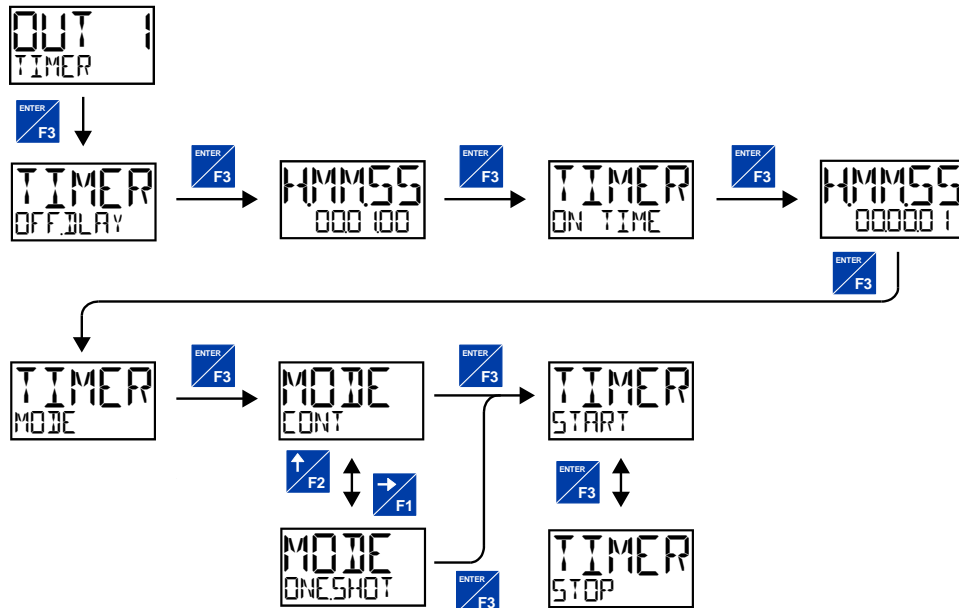 OUT 1
TIMER
ENTER
F3
TIMER
OFF.DLAY
ENTER
F3
H.MM.SS
00.01.00
ENTER
F3
TIMER
ON TIME
ENTER
F3
H.MM.SS
00.00.01
ENTER
F3
TIMER
MODE
ENTER
F3
MODE
CONT
ENTER
F3
TIMER
START
F2
F1
ENTER
F3
MODE
ONE.SHOT
ENTER
F3
TIMER
STOP